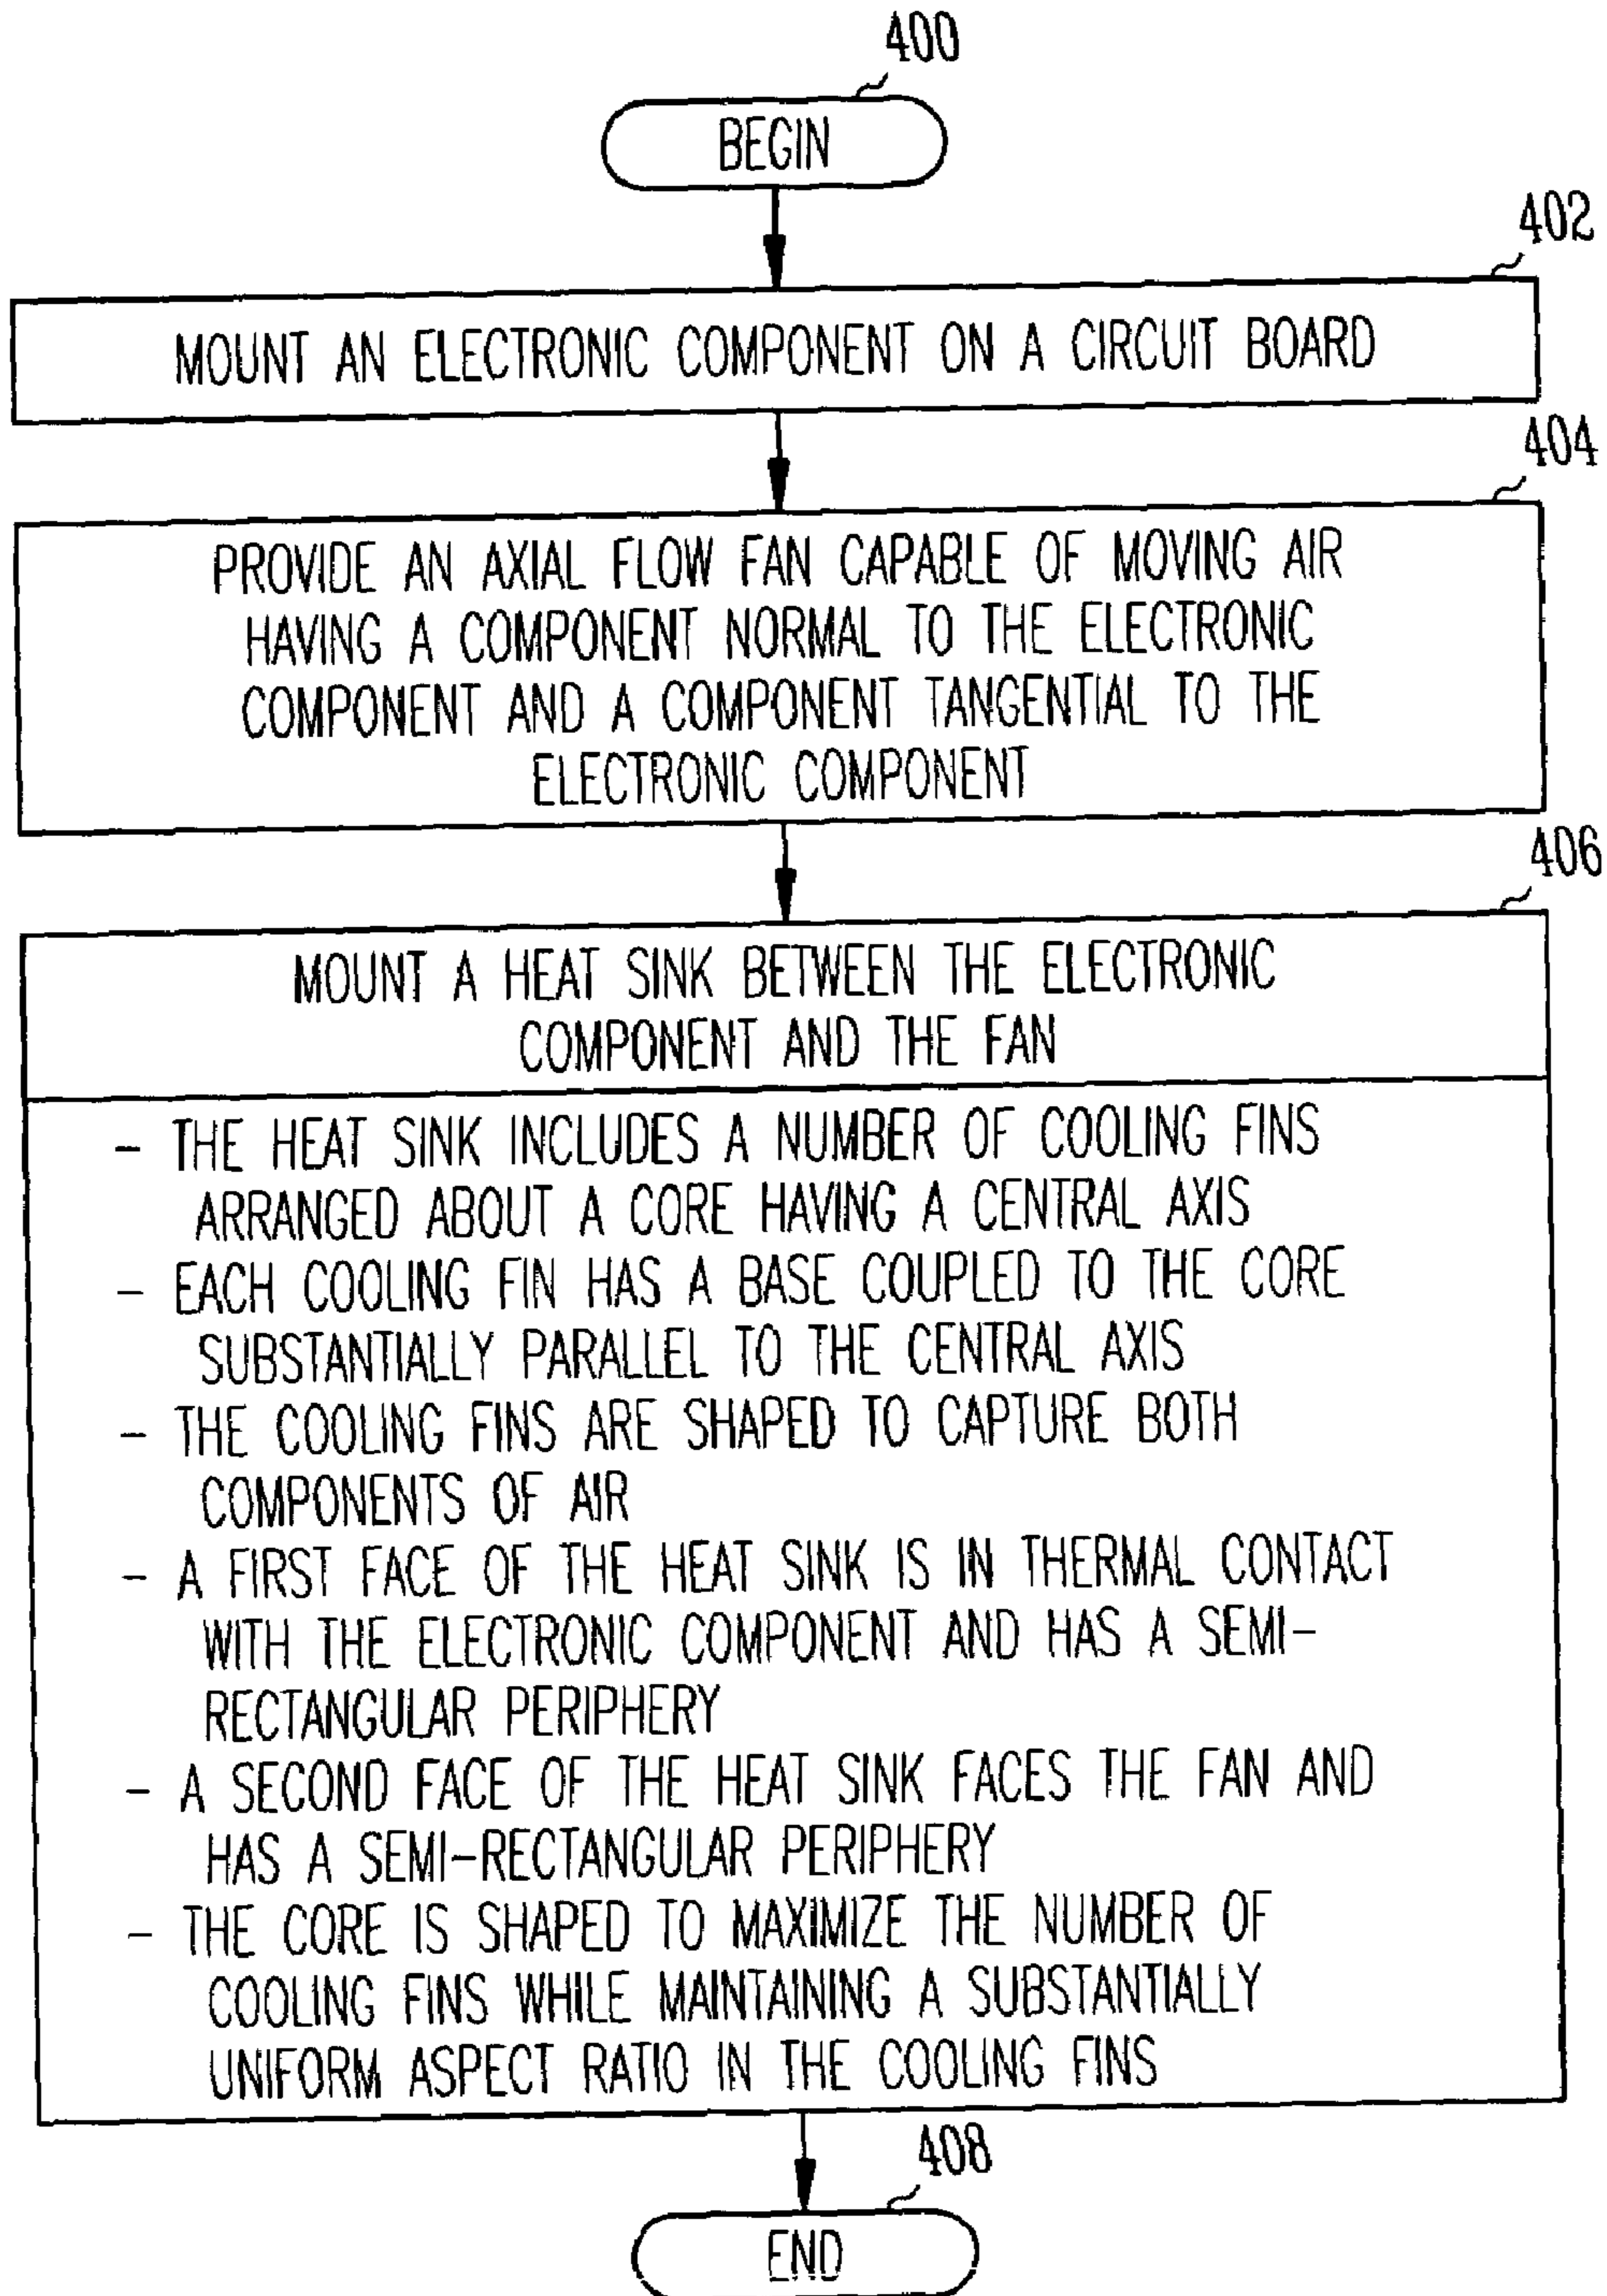 400
BEGIN
402
MOUNT AN ELECTRONIC COMPONENT ON A CIRCUIT BOARD
404
PROVIDE AN AXIAL FLOW FAN CAPABLE OF MOVING AIR
HAVING A COMPONENT NORMAL TO THE ELECTRONIC
COMPONENT AND A COMPONENT TANGENTIAL TO THE
ELECTRONIC COMPONENT
406
MOUNT A HEAT SINK BETWEEN THE ELECTRONIC
COMPONENT AND THE FAN
- THE HEAT SINK INCLUDES A NUMBER OF COOLING FINS
ARRANGED ABOUT A CORE HAVING A CENTRAL AXIS
- EACH COOLING FIN HAS A BASE COUPLED TO THE CORE
SUBSTANTIALLY PARALLEL TO THE CENTRAL AXIS
- THE COOLING FINS ARE SHAPED TO CAPTURE BOTH
COMPONENTS OF AIR
- A FIRST FACE OF THE HEAT SINK IS IN THERMAL CONTACT
WITH THE ELECTRONIC COMPONENT AND HAS A SEMI-
RECTANGULAR PERIPHERY
- A SECOND FACE OF THE HEAT SINK FACES THE FAN AND
HAS A SEMI-RECTANGULAR PERIPHERY
- THE CORE IS SHAPED TO MAXIMIZE THE NUMBER OF
COOLING FINS WHILE MAINTAINING A SUBSTANTIALLY
UNIFORM ASPECT RATIO IN THE COOLING FINS
408
END